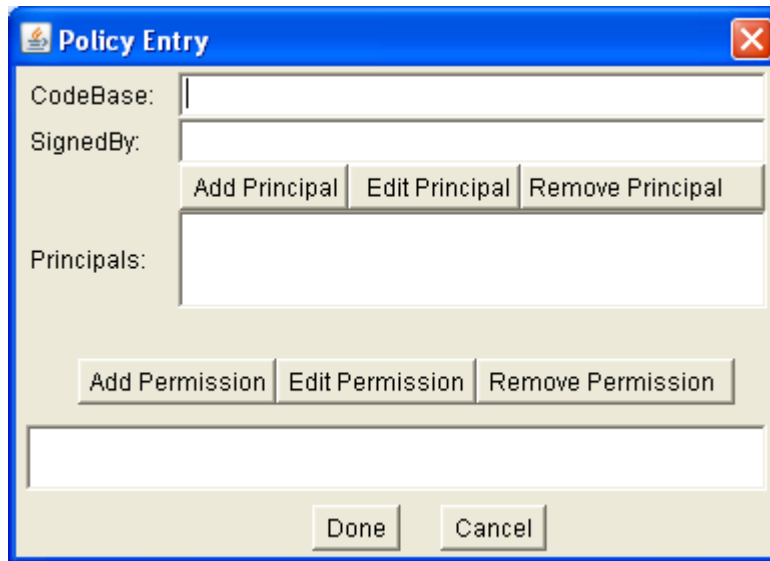 Policy Entry
CodeBase:
SignedBy:
Add Principal Edit Principal Remove Principal
Principals:
Add Permission Edit Permission Remove Permission
Done Cancel